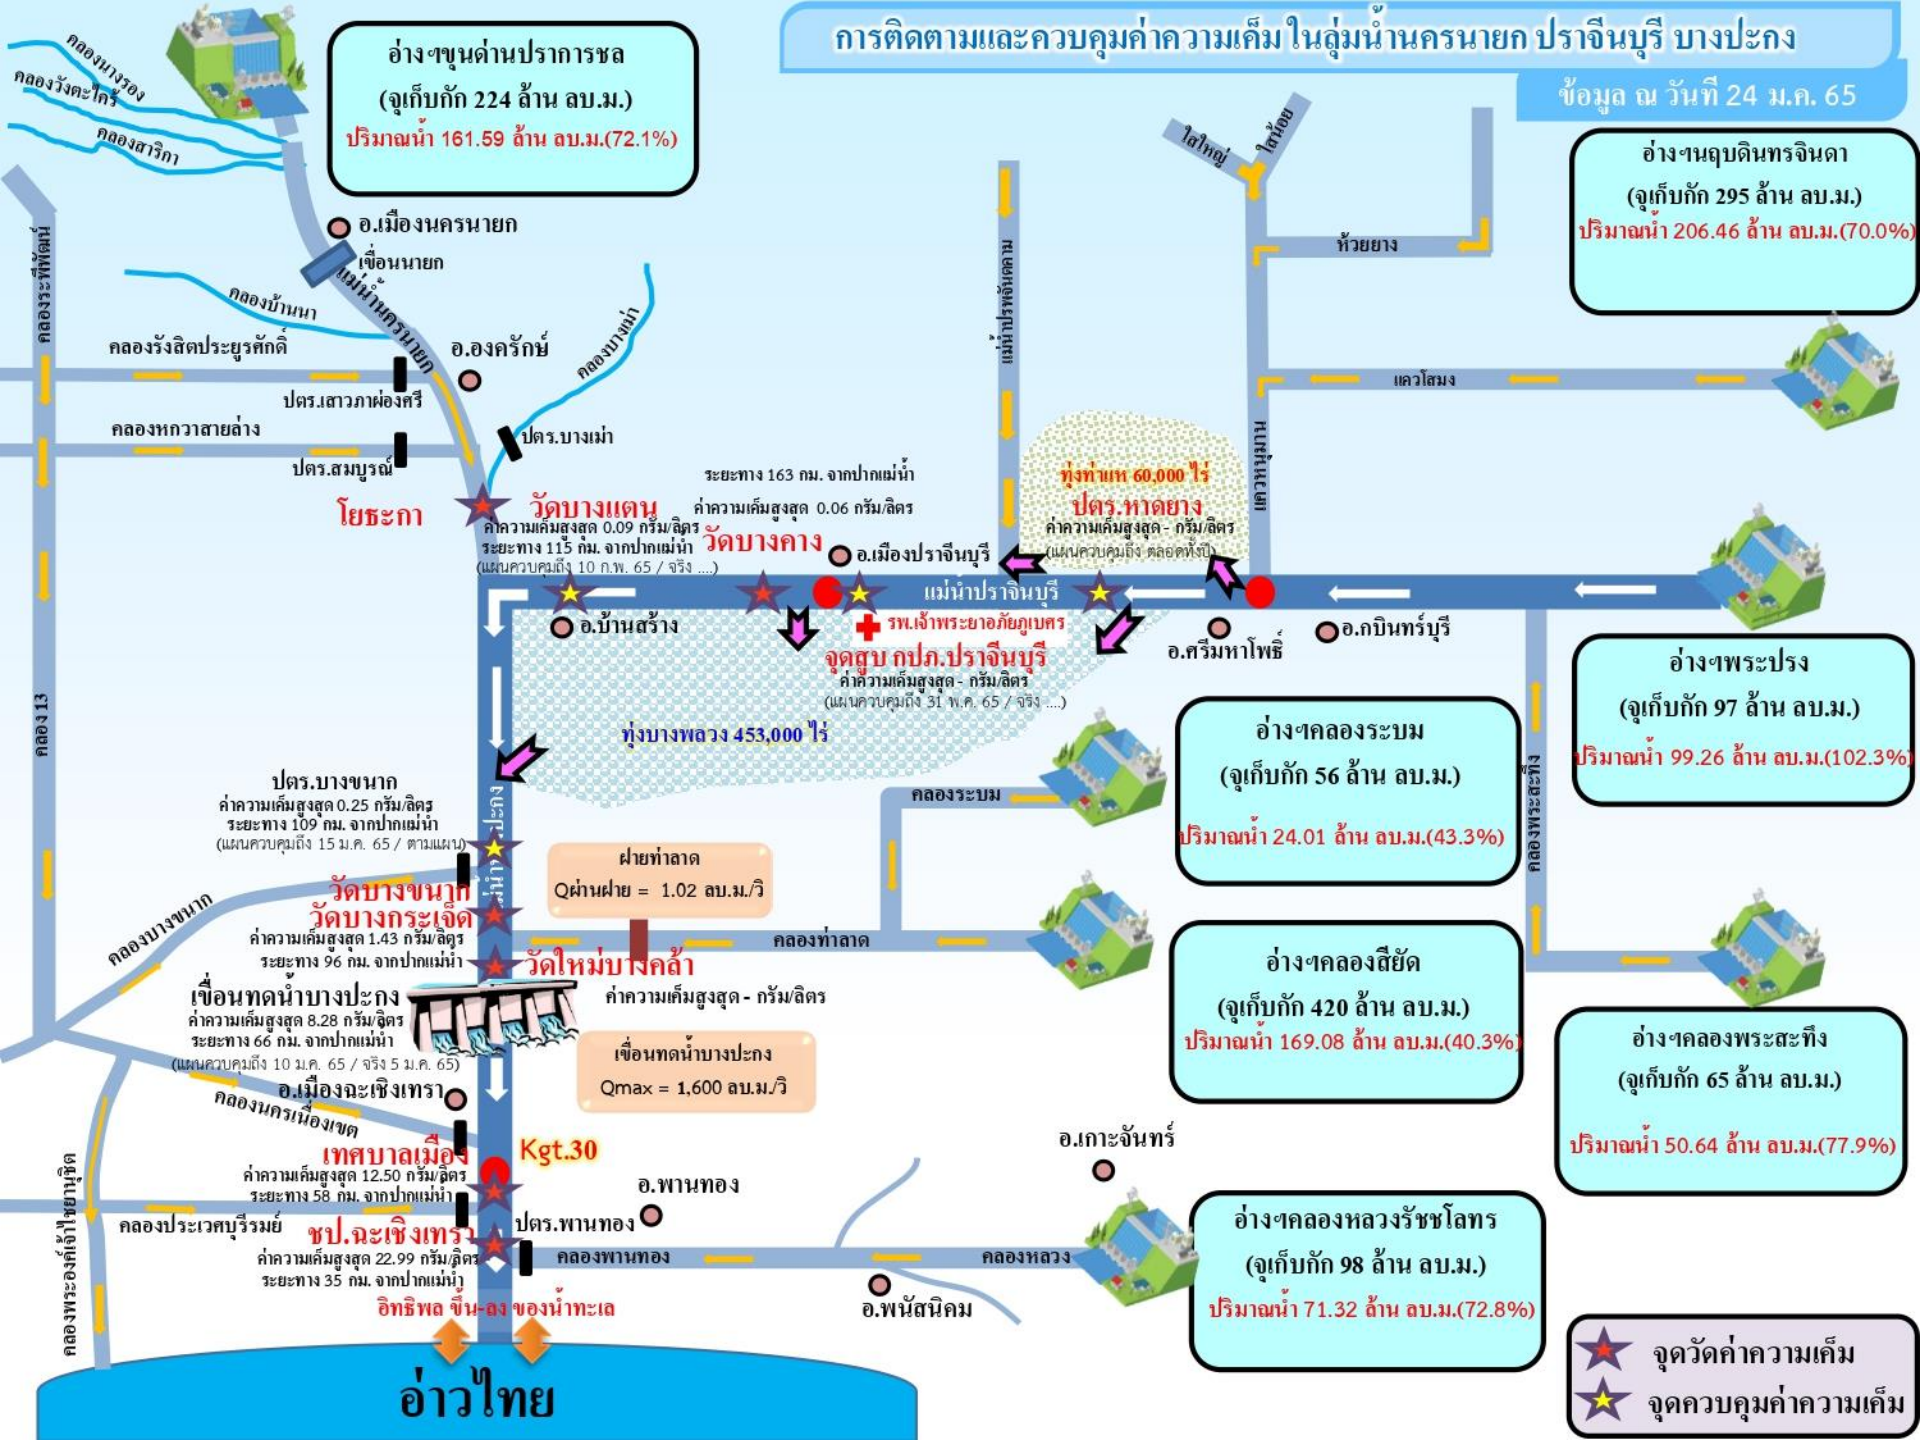 การติดตามและควบคุมค่าความเค็ม ในลุ่มน้ำนครนายก ปราจีนบุรี บางปะกง
ข้อมูล ณ วันที่ 24 ม.ค. 65
อ่างฯขุนด่านปราการชล
(จุเก็บกัก 224 ล้าน ลบ.ม.)
ปริมาณน้ำ 161.59 ล้าน ลบ.ม.(72.1%)
คลองนางรอง
คลองวังตะไคร้
คลองสาริกา
อ.เมืองนครนายก
เขื่อนนายก
แม่น้ำนครนายก
คลองบ้านนา
คลองระพีพัฒน์
คลองรังสิตประยูรศักดิ์
อ.องครักษ์
คลองบางเม่า
ปตร.เสาวภาผ่องศรี
คลองหกวาสายล่าง
ปตร.สมบูรณ์
ปตร.บางเม่า
ใสใหญ่
ใสน้อย
ห้วยยาง
แควโสมง
แควหนุมาน
อ่างฯนฤบดินทรจินดา
(จุเก็บกัก 295 ล้าน ลบ.ม.)
ปริมาณน้ำ 206.46 ล้าน ลบ.ม.(70.0%)
โยธะกา
วัดบางแตน
ค่าความเค็มสูงสุด 0.09 กรัม/ลิตร
ระยะทาง 115 กม. จากปากแม่น้ำ
(แผนควบคุมถึง 10 ก.พ. 65 / จริง ....)
ระยะทาง 163 กม. จากปากแม่น้ำ
ค่าความเค็มสูงสุด 0.06 กรัม/ลิตร
วัดบางคาง
อ.เมืองปราจีนบุรี
ทุ่งท่าแห 60,000 ไร่
ปตร.หาดยาง
ค่าความเค็มสูงสุด - กรัม/ลิตร
(แผนควบคุมถึง ตลอดทั้งปี)
แม่น้ำปราจีนบุรี
อ.บ้านสร้าง
รพ.เจ้าพระยาอภัยภูเบศร
จุดสูบ กปภ.ปราจีนบุรี
ค่าความเค็มสูงสุด - กรัม/ลิตร
(แผนควบคุมถึง 31 พ.ค. 65 / จริง ....)
อ.ศรีมหาโพธิ์
อ.กบินทร์บุรี
ทุ่งบางพลวง 453,000 ไร่
คลอง 13
อ่างฯพระปรง
(จุเก็บกัก 97 ล้าน ลบ.ม.)
ปริมาณน้ำ 99.26 ล้าน ลบ.ม.(102.3%)
คลองพระสะทึง
อ่างฯคลองระบม
(จุเก็บกัก 56 ล้าน ลบ.ม.)
ปริมาณน้ำ 24.01 ล้าน ลบ.ม.(43.3%)
คลองระบม
ปตร.บางขนาก
ค่าความเค็มสูงสุด 0.25 กรัม/ลิตร
ระยะทาง 109 กม. จากปากแม่น้ำ
(แผนควบคุมถึง 15 ม.ค. 65 / ตามแผน)
ฝายท่าลาด
Qผ่านฝาย = 1.02 ลบ.ม./วิ
คลองท่าลาด
วัดบางขนาก
วัดบางกระเจ็ด
ค่าความเค็มสูงสุด 1.43 กรัม/ลิตร
ระยะทาง 96 กม. จากปากแม่น้ำ
คลองบางขนาก
วัดใหม่บางคล้า
ค่าความเค็มสูงสุด - กรัม/ลิตร
เขื่อนทดน้ำบางปะกง
ค่าความเค็มสูงสุด 8.28 กรัม/ลิตร
ระยะทาง 66 กม. จากปากแม่น้ำ
(แผนควบคุมถึง 10 ม.ค. 65 / จริง 5 ม.ค. 65)
เขื่อนทดน้ำบางปะกง
Qmax = 1,600 ลบ.ม./วิ
อ่างฯคลองสียัด
(จุเก็บกัก 420 ล้าน ลบ.ม.)
ปริมาณน้ำ 169.08 ล้าน ลบ.ม.(40.3%)
อ่างฯคลองพระสะทึง
(จุเก็บกัก 65 ล้าน ลบ.ม.)
ปริมาณน้ำ 50.64 ล้าน ลบ.ม.(77.9%)
อ.เมืองฉะเชิงเทรา
คลองนครเนื่องเขต
เทศบาลเมือง
Kgt.30
ค่าความเค็มสูงสุด 12.50 กรัม/ลิตร
ระยะทาง 58 กม. จากปากแม่น้ำ
คลองประเวศบุรีรมย์
คลองพระองค์เจ้าไชยานุชิต
ชป.ฉะเชิงเทรา
ค่าความเค็มสูงสุด 22.99 กรัม/ลิตร
ระยะทาง 35 กม. จากปากแม่น้ำ
ปตร.พานทอง
อ.พานทอง
คลองพานทอง
คลองหลวง
อ.เกาะจันทร์
อ.พนัสนิคม
อ่างฯคลองหลวงรัชชโลทร
(จุเก็บกัก 98 ล้าน ลบ.ม.)
ปริมาณน้ำ 71.32 ล้าน ลบ.ม.(72.8%)
อิทธิพล ขึ้น-ลง ของน้ำทะเล
อ่าวไทย
จุดวัดค่าความเค็ม
จุดควบคุมค่าความเค็ม